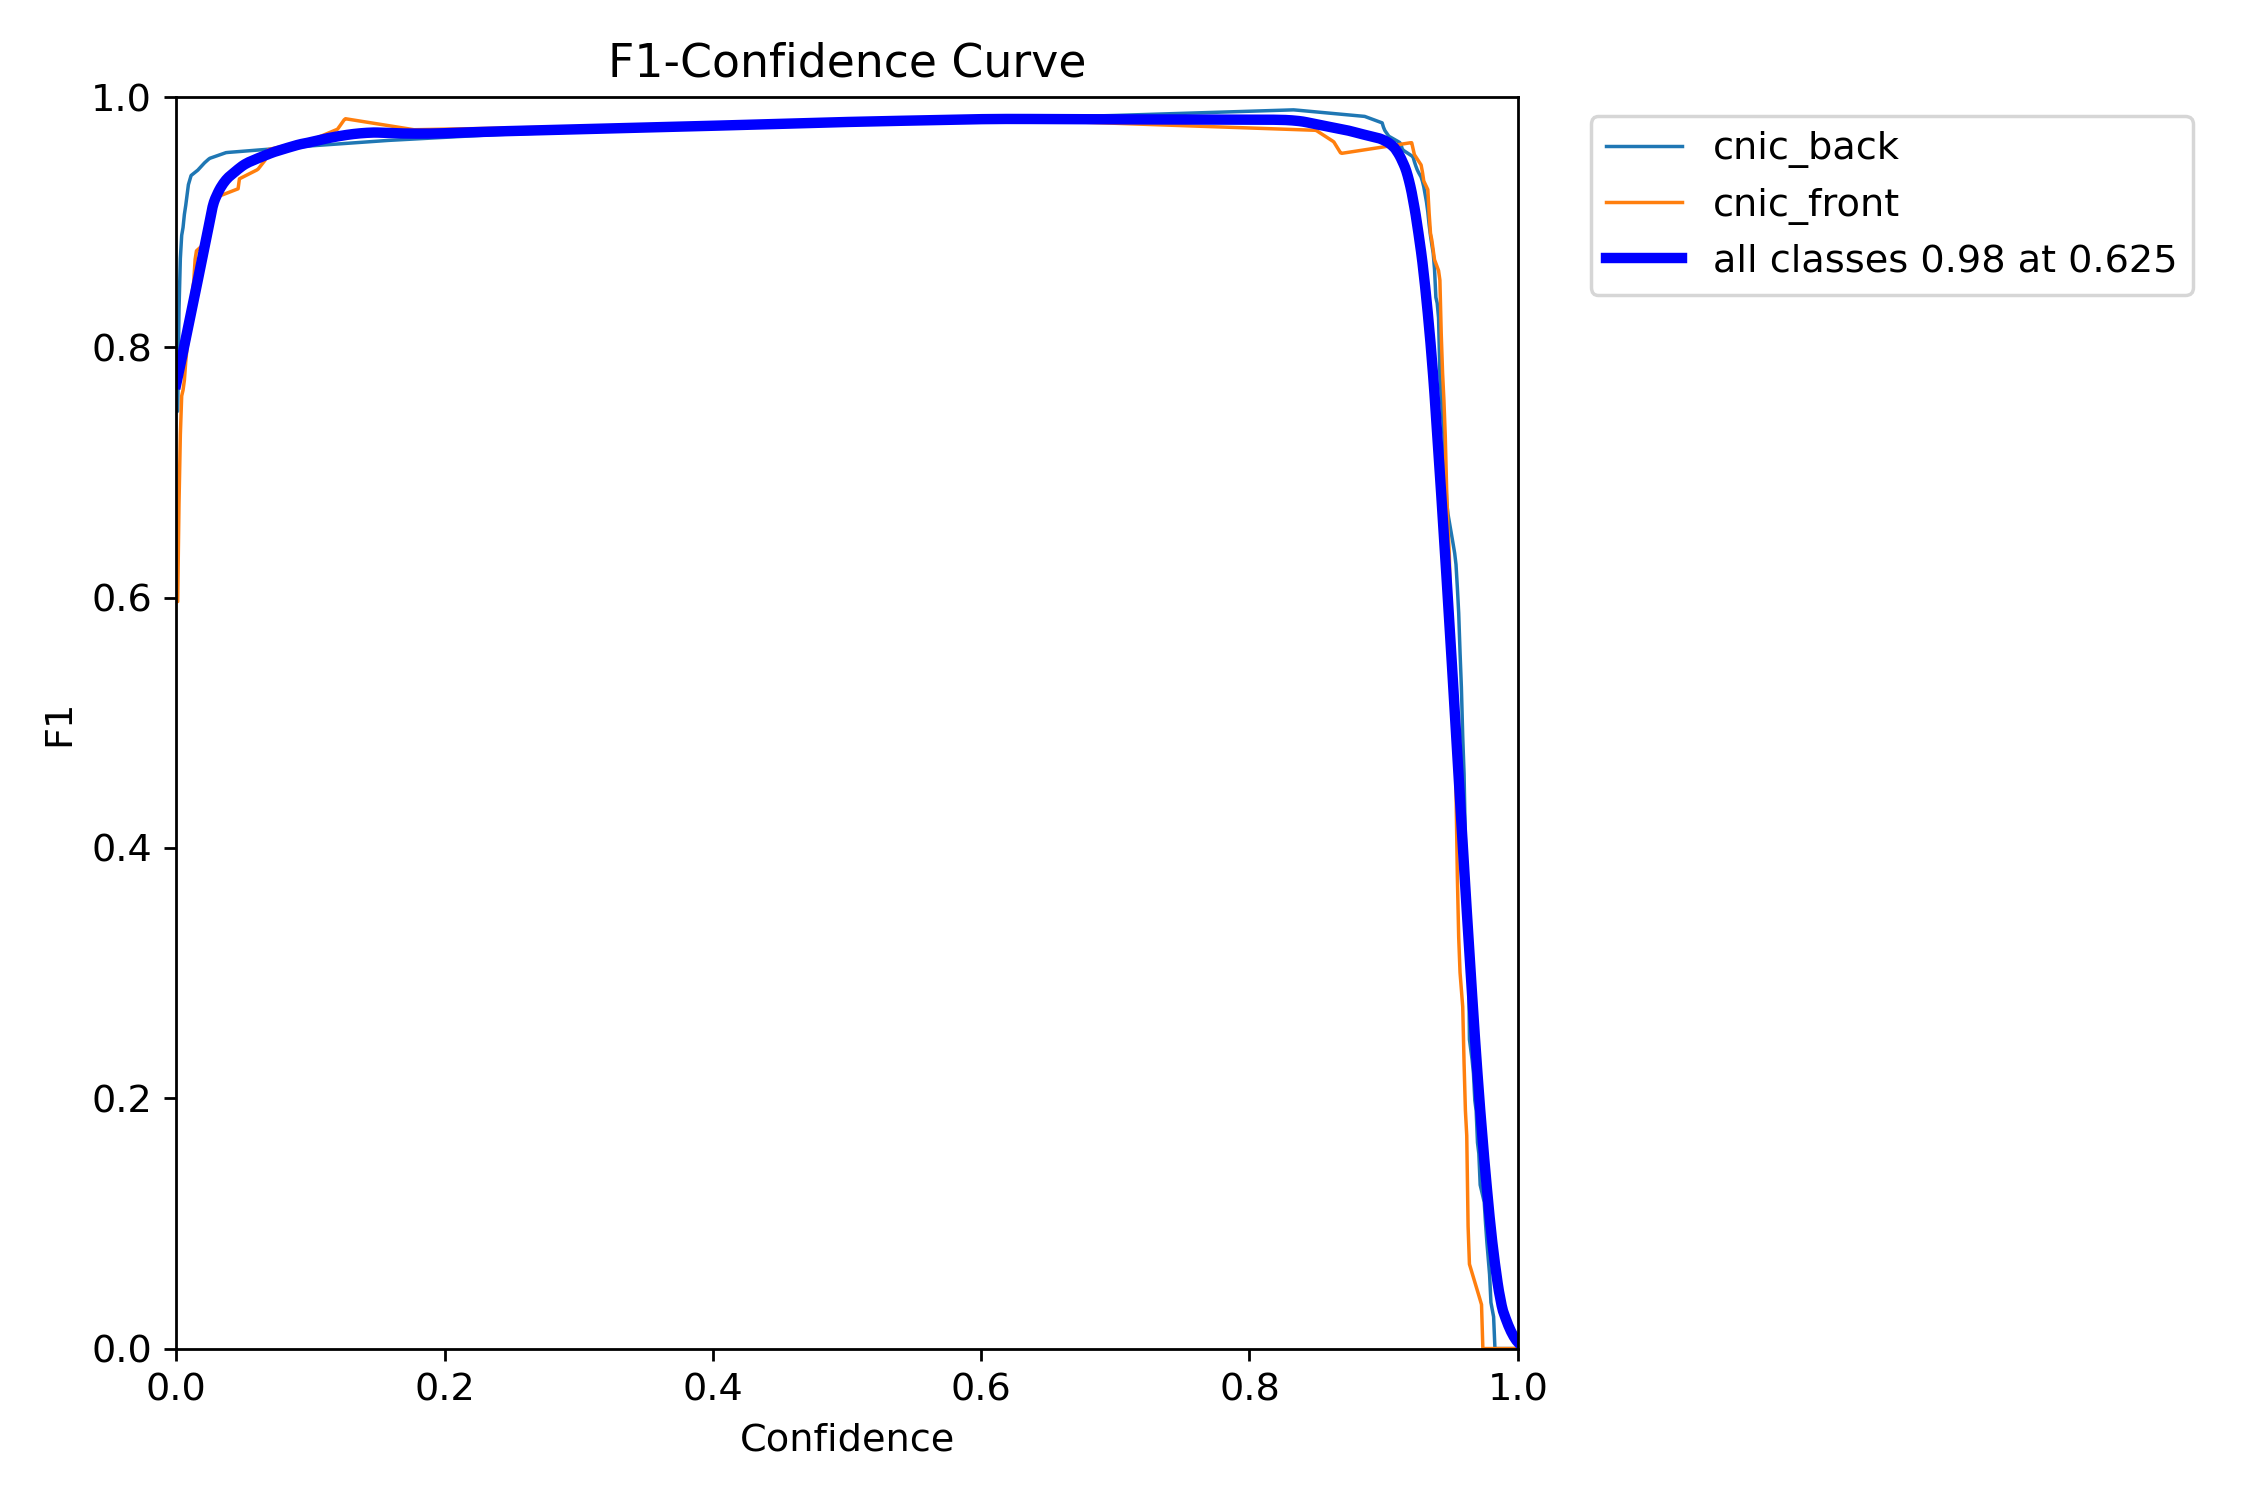 F1-Confidence Curve
1.0
0.8
0.6
0.4
0.2
0.0
F1
0.0 0.2 0.4 0.6 0.8 1.0
Confidence
cnic_back
cnic_front
all classes 0.98 at 0.625